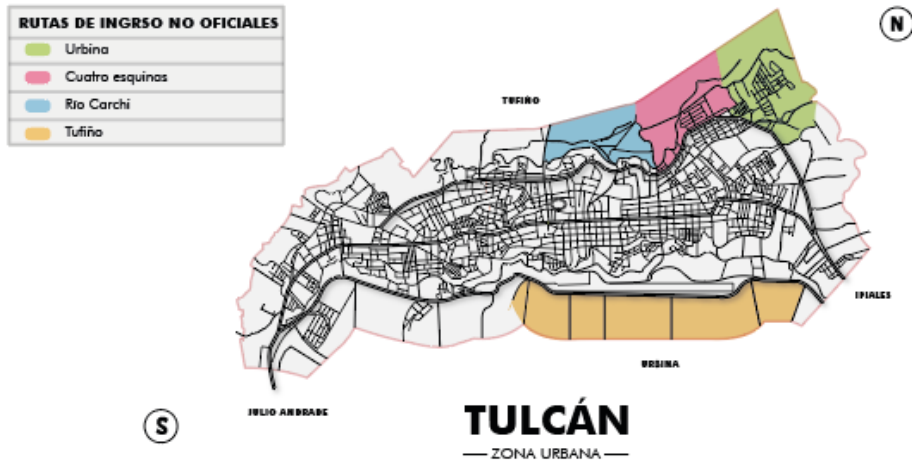 RUTAS DE INGRSO NO OFICIALES
Urbina
Cuatro esquinas
Río Carchi
Tufiño
N
TUFIÑO
IPIALES
URBINA
JULIO ANDRADE
S
TULCÁN
ZONA URBANA